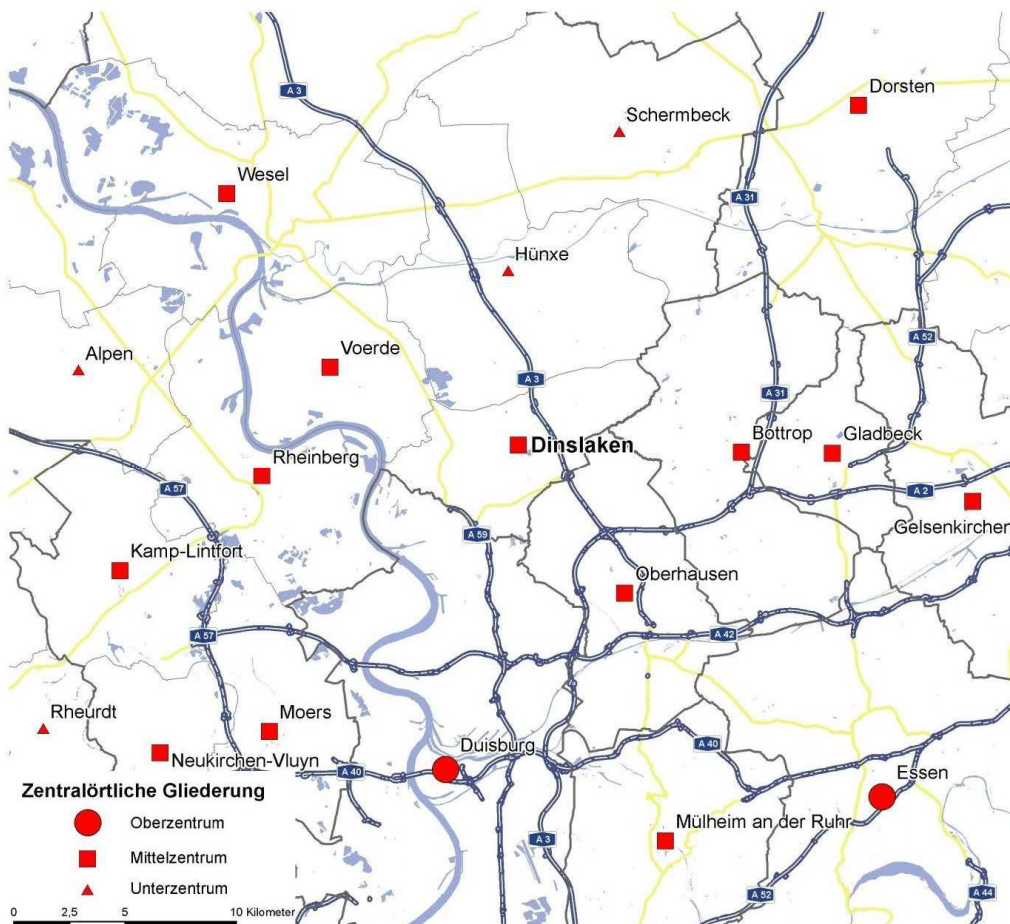 A 3
Dorsten
Schermbeck
Wesel
A 31
Hünxe
A 52
Alpen
Voerde
A 3
A 31
Dinslaken
Bottrop
Gladbeck
Rheinberg
A 57
A 2
Gelsenkirchen
A 59
Kamp-Lintfort
Oberhausen
A 57
A 42
Rheurdt
Moers
Neukirchen-Vluyn
Duisburg
A 40
A 40
Essen
Zentralörtliche Gliederung
Oberzentrum
Mittelzentrum
Unterzentrum
Mülheim an der Ruhr
A 3
A 52
A 44
0 2,5 5 10 Kilometer